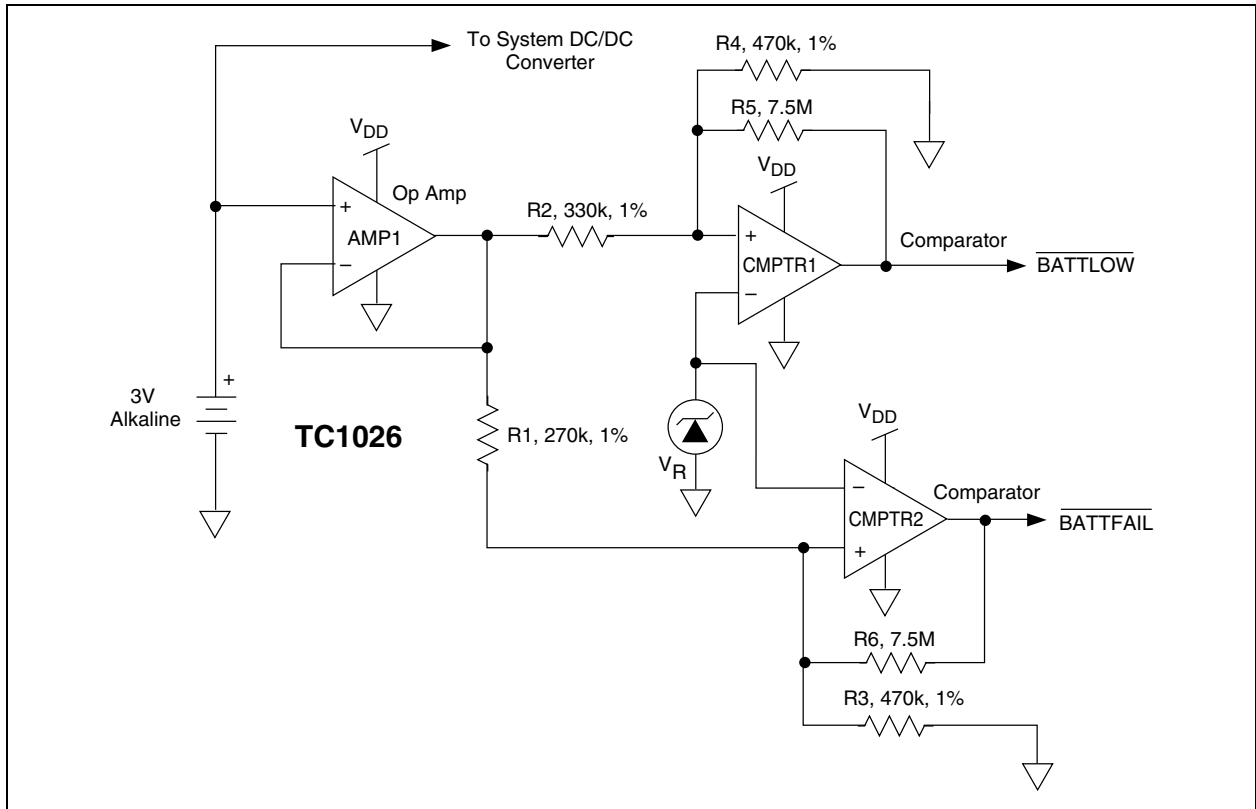 To System DC/DC
Converter
R4, 470k, 1%
R5, 7.5M
VDD
Op Amp
+
AMP1
−
R2, 330k, 1%
VDD
+
CMPTR1
−
Comparator
BATTLOW
+
3V
Alkaline
TC1026
R1, 270k, 1%
VR
VDD
−
CMPTR2
+
Comparator
BATTFAIL
R6, 7.5M
R3, 470k, 1%